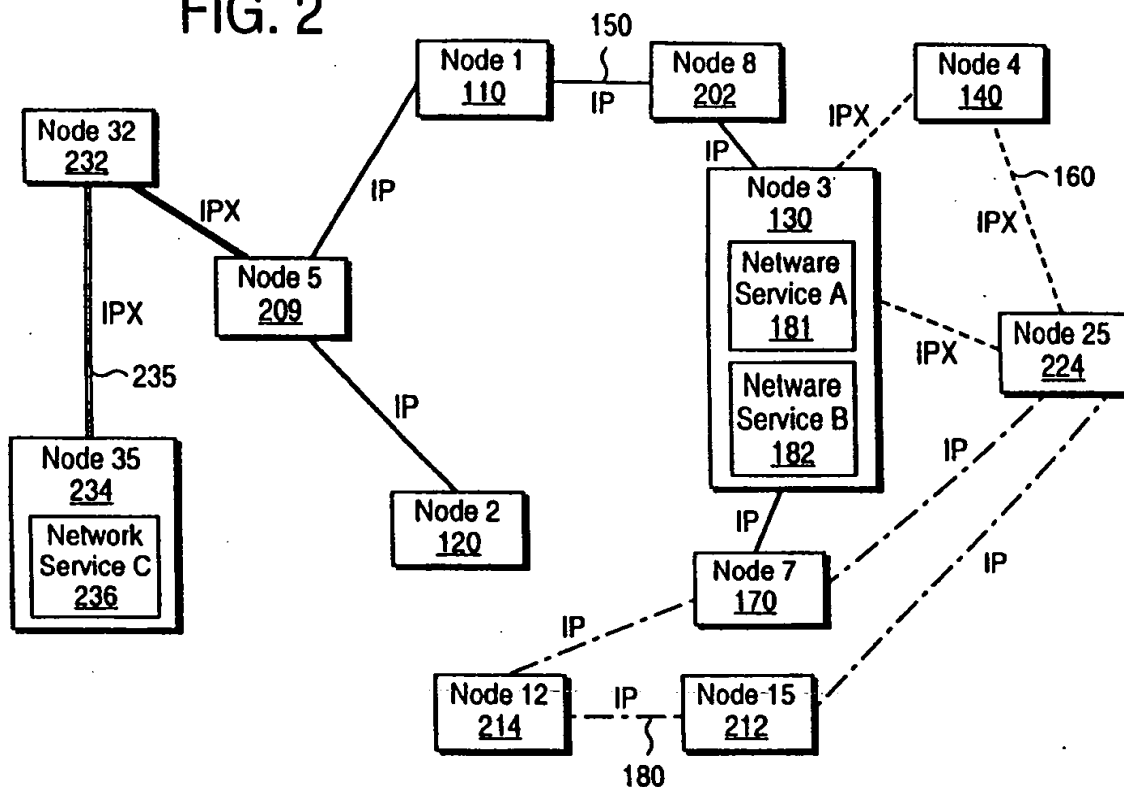 FIG. 2
150
Node 1
110
IP
Node 8
202
Node 4
140
IPX
IP
160
Node 32
232
IP
IPX
Node 3
130
IPX
Node 5
209
Netware
Service A
181
IPX
Node 25
224
IPX
235
IP
Netware
Service B
182
IP
Node 35
234
Network
Service C
236
Node 2
120
IP
IP
Node 7
170
IP
Node 12
214
IP
Node 15
212
180